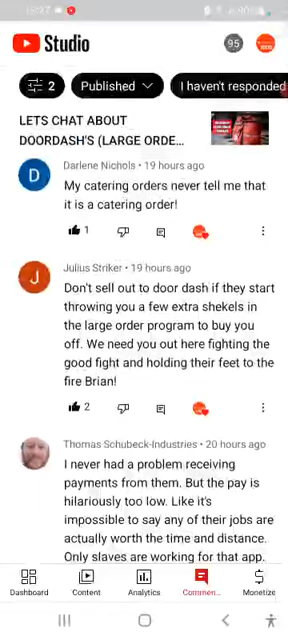 Studio
95
2
Published
I haven't responded
LETS CHAT ABOUT
DOORDASH'S (LARGE ORDE...
Darlene Nichols • 19 hours ago
D
My catering orders never tell me that
it is a catering order!
1
Julius Striker • 19 hours ago
J
Don't sell out to door dash if they start
throwing you a few extra shekels in
the large order program to buy you
off. We need you out here fighting the
good fight and holding their feet to the
fire Brian!
2
Thomas Schubeck-Industries • 20 hours ago
I never had a problem receiving
payments from them. But the pay is
hilariously too low. Like it's
impossible to say any of their jobs are
actually worth the time and distance.
Only slaves are working for that app.
Dashboard
Content
Analytics
Commen...
Monetize